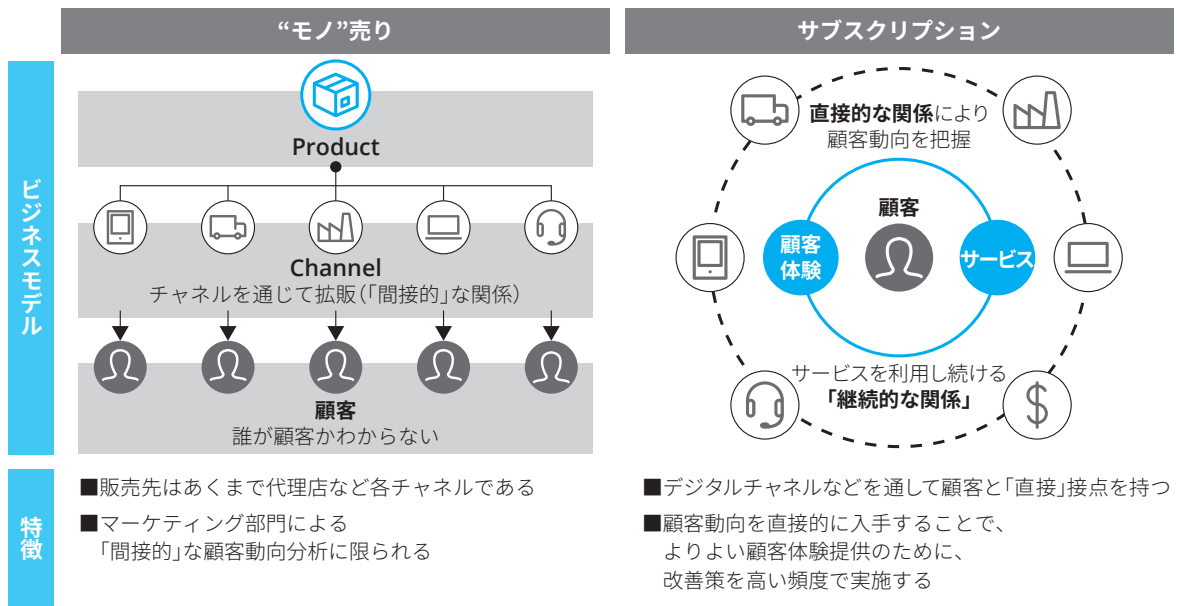 “モノ”売り
サブスクリプション
ビジネスモデル
Product
Channel
チャネルを通じて拡販（「間接的」な関係）
顧客
誰が顧客かわからない
直接的な関係により
顧客動向を把握
顧客
顧客
体験
サービス
サービスを利用し続ける
「継続的な関係」
$
特徴
■販売先はあくまで代理店など各チャネルである
■マーケティング部門による
「間接的」な顧客動向分析に限られる
■デジタルチャネルなどを通して顧客と「直接」接点を持つ
■顧客動向を直接的に入手することで、
よりよい顧客体験提供のために、
改善策を高い頻度で実施する